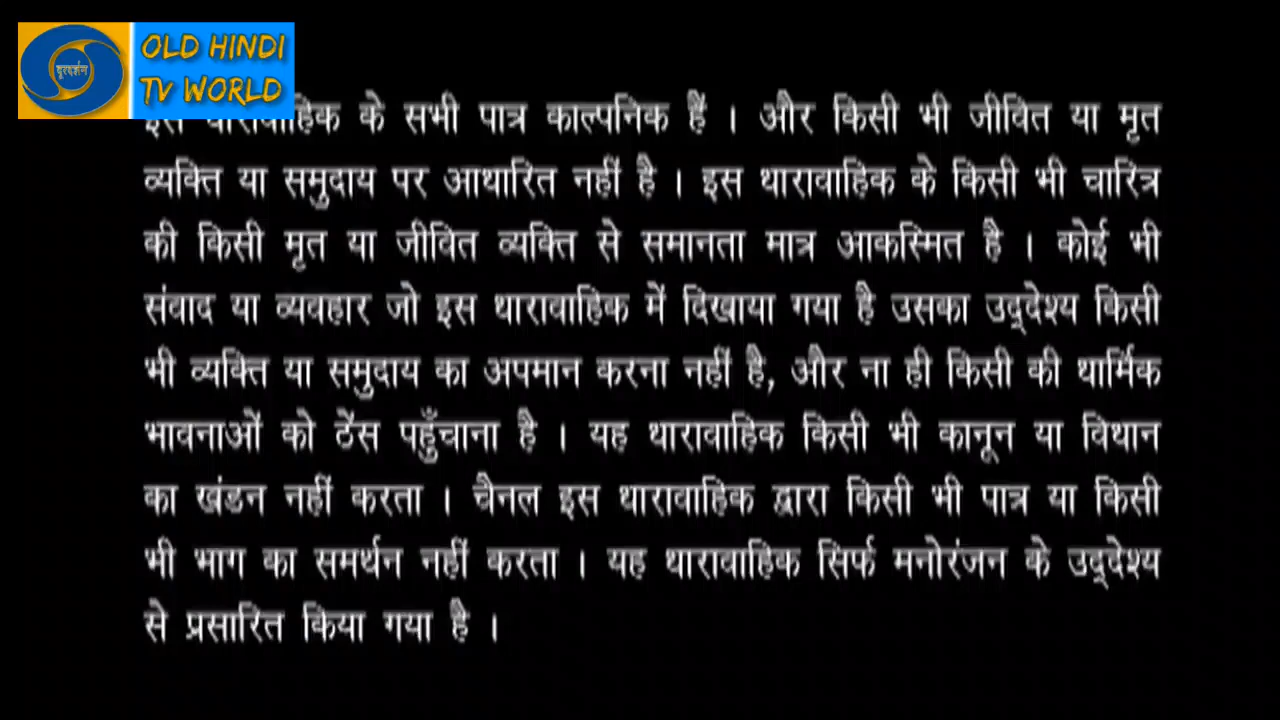 दूरदर्शन
OLD HINDI
TV WORLD
इस धारावाहिक के सभी पात्र काल्पनिक हैं । और किसी भी जीवित या मृत
व्यक्ति या समुदाय पर आधारित नहीं है । इस धारावाहिक के किसी भी चारित्र
की किसी मृत या जीवित व्यक्ति से समानता मात्र आकस्मित है । कोई भी
संवाद या व्यवहार जो इस धारावाहिक में दिखाया गया है उसका उद्देश्य किसी
भी व्यक्ति या समुदाय का अपमान करना नहीं है, और ना ही किसी की धार्मिक
भावनाओं को ठेंस पहुँचाना है । यह धारावाहिक किसी भी कानून या विधान
का खंडन नहीं करता । चैनल इस धारावाहिक द्वारा किसी भी पात्र या किसी
भी भाग का समर्थन नहीं करता । यह धारावाहिक सिर्फ मनोरंजन के उद्देश्य
से प्रसारित किया गया है ।